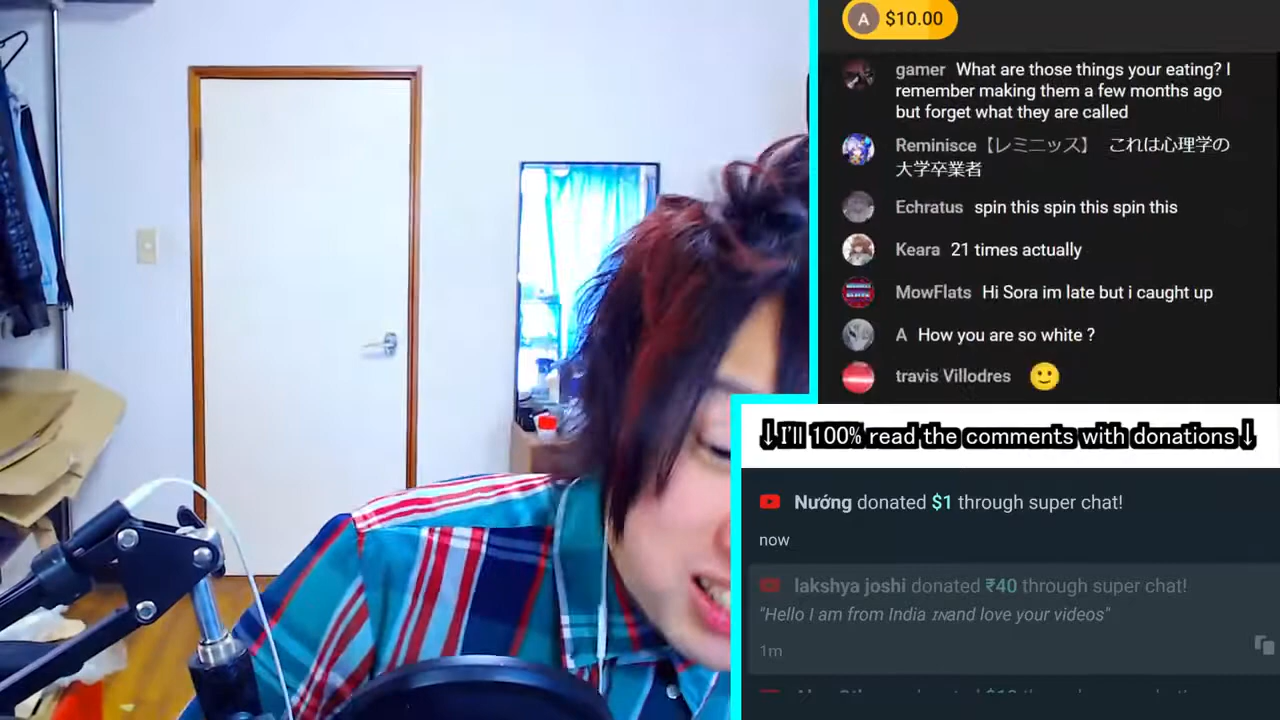 A $10.00
gamer What are those things your eating? I
remember making them a few months ago
but forget what they are called
Reminisce【レミニッス】 これは心理学の
大学卒業者
Echratus spin this spin this spin this
Keara 21 times actually
MowFlats Hi Sora im late but i caught up
A How you are so white ?
travis Villodres
↓I'll 100% read the comments with donations↓
Nướng donated $1 through super chat!
now
lakshya joshi donated ₹40 through super chat!
"Hello I am from India and love your videos"
1m